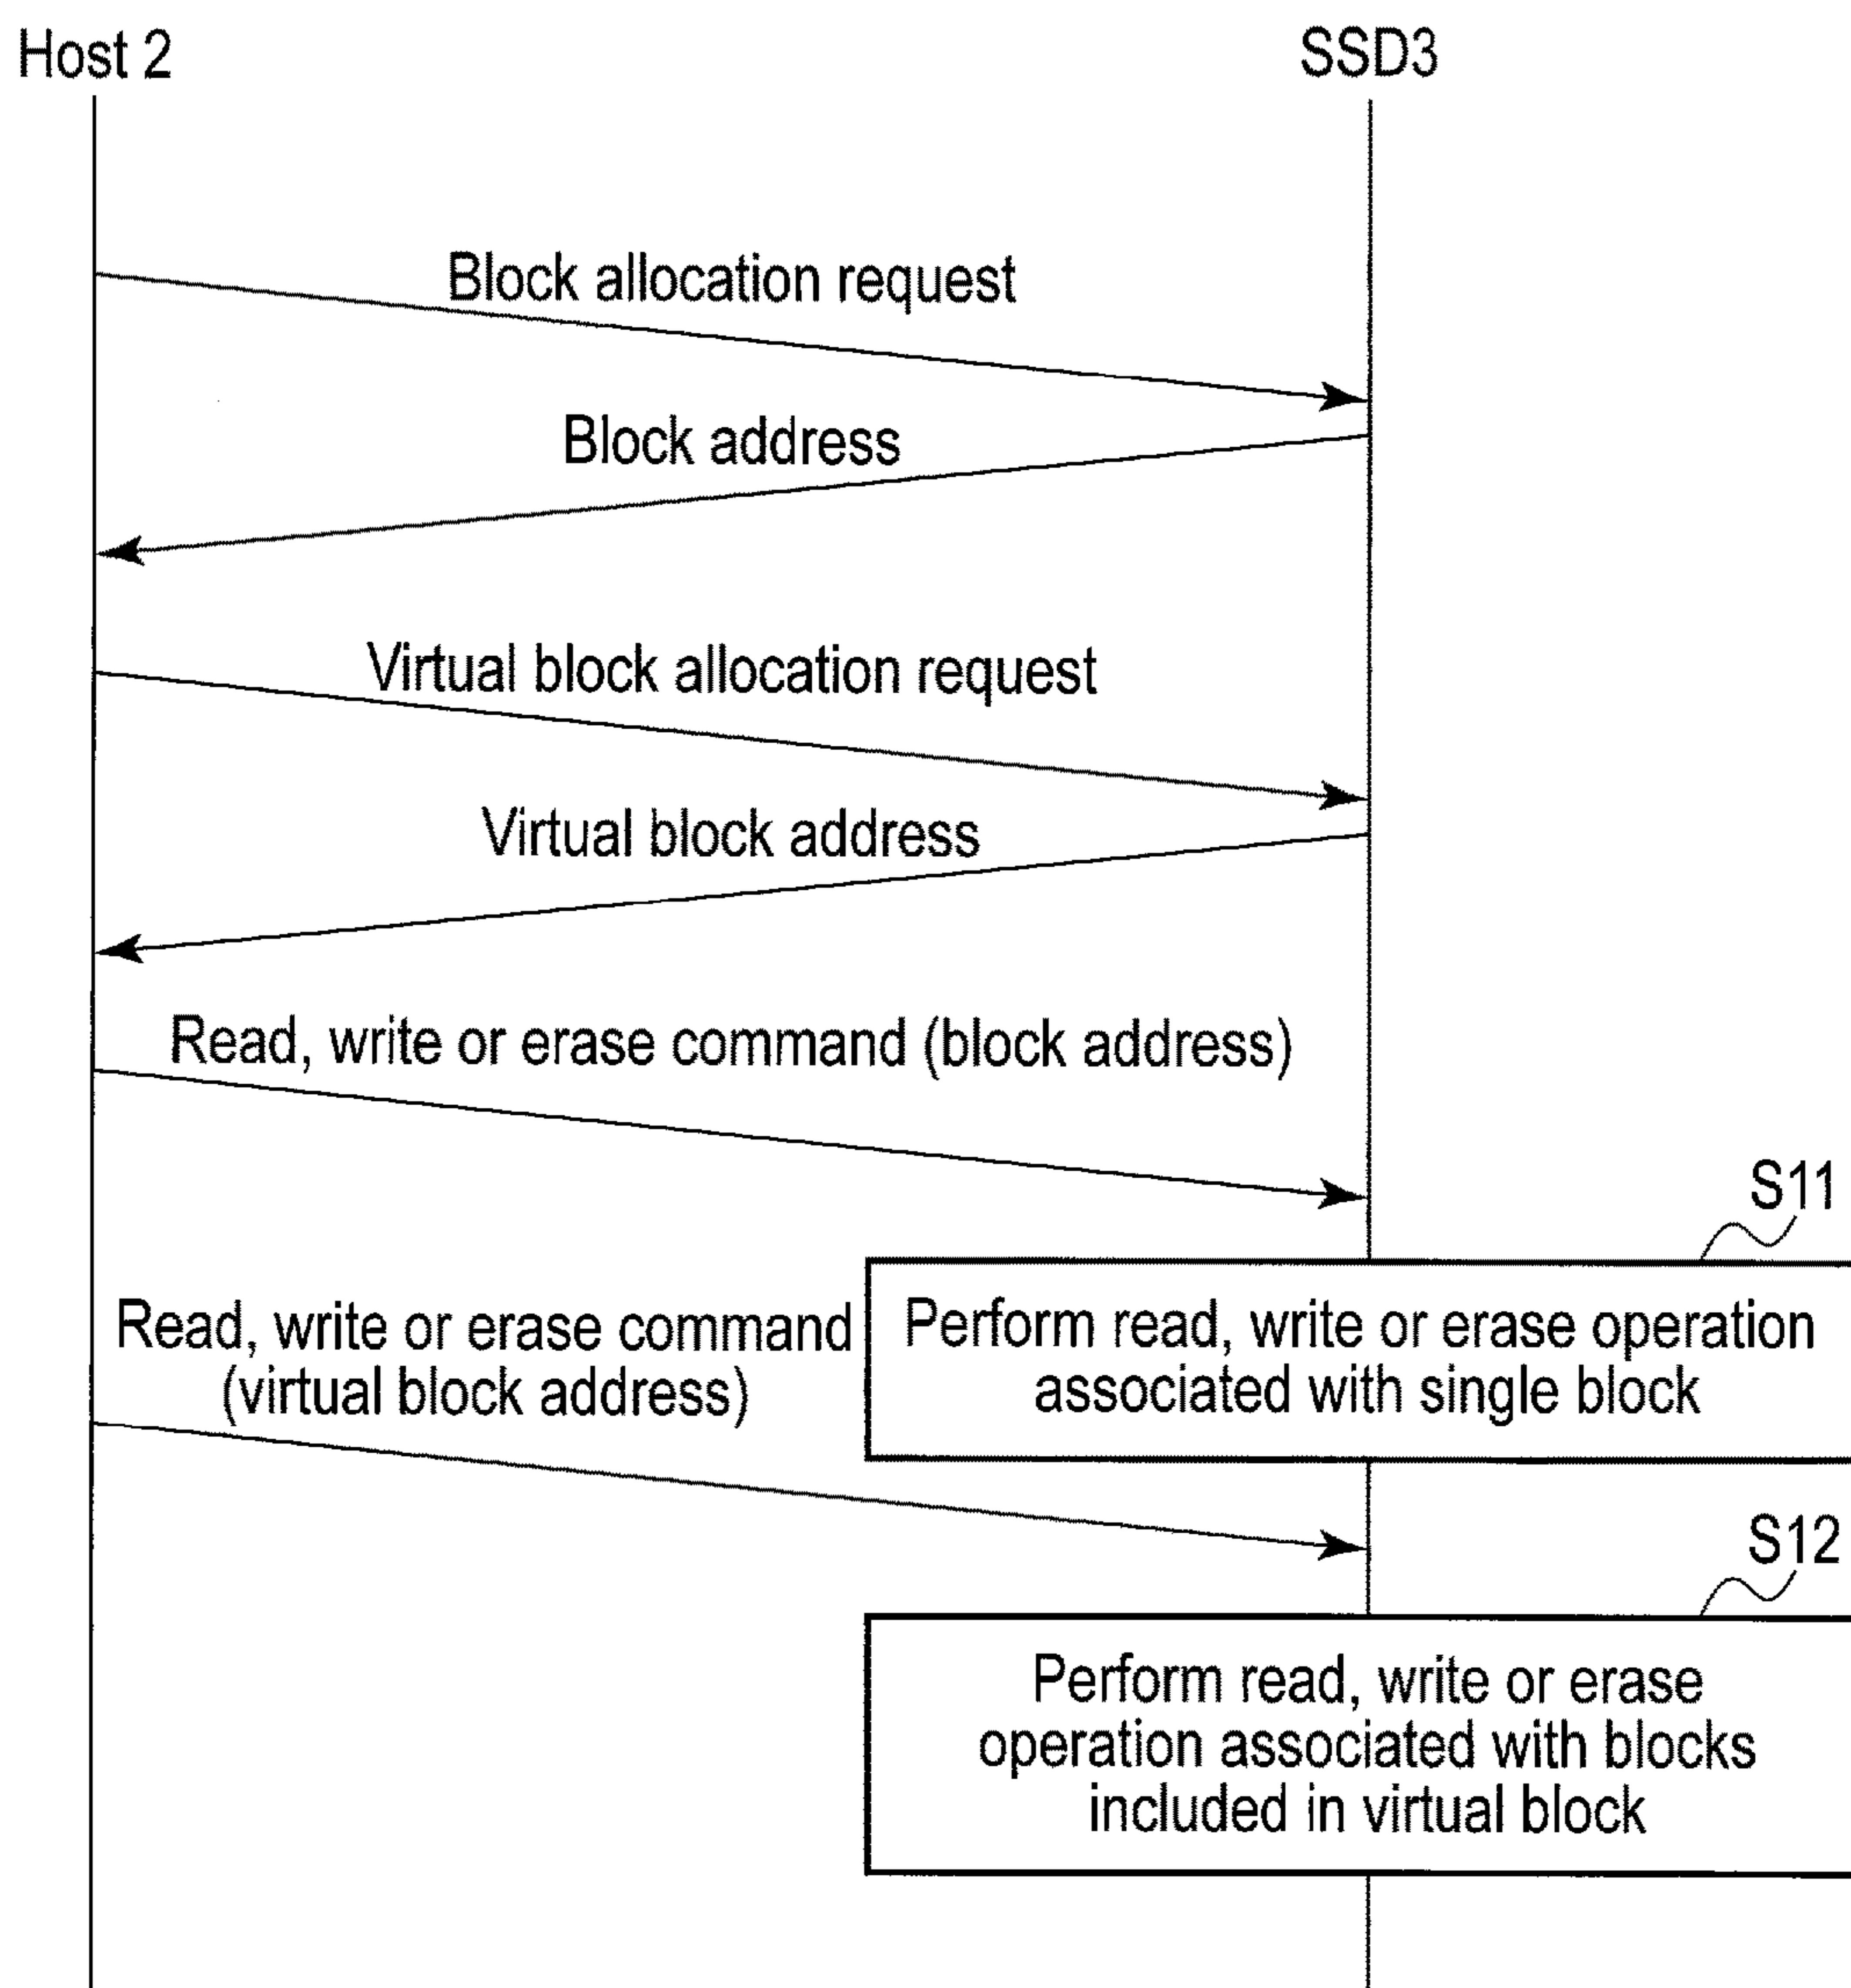 Host 2
SSD3
Block allocation request
Block address
Virtual block allocation request
Virtual block address
Read, write or erase command (block address)
S11
Perform read, write or erase operation
associated with single block
Read, write or erase command
(virtual block address)
S12
Perform read, write or erase
operation associated with blocks
included in virtual block